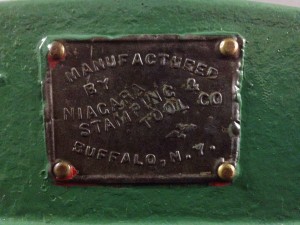 MANUFACTURED
BY
NIAGARA
STAMPING &
TOOL CO
BUFFALO, N.Y.